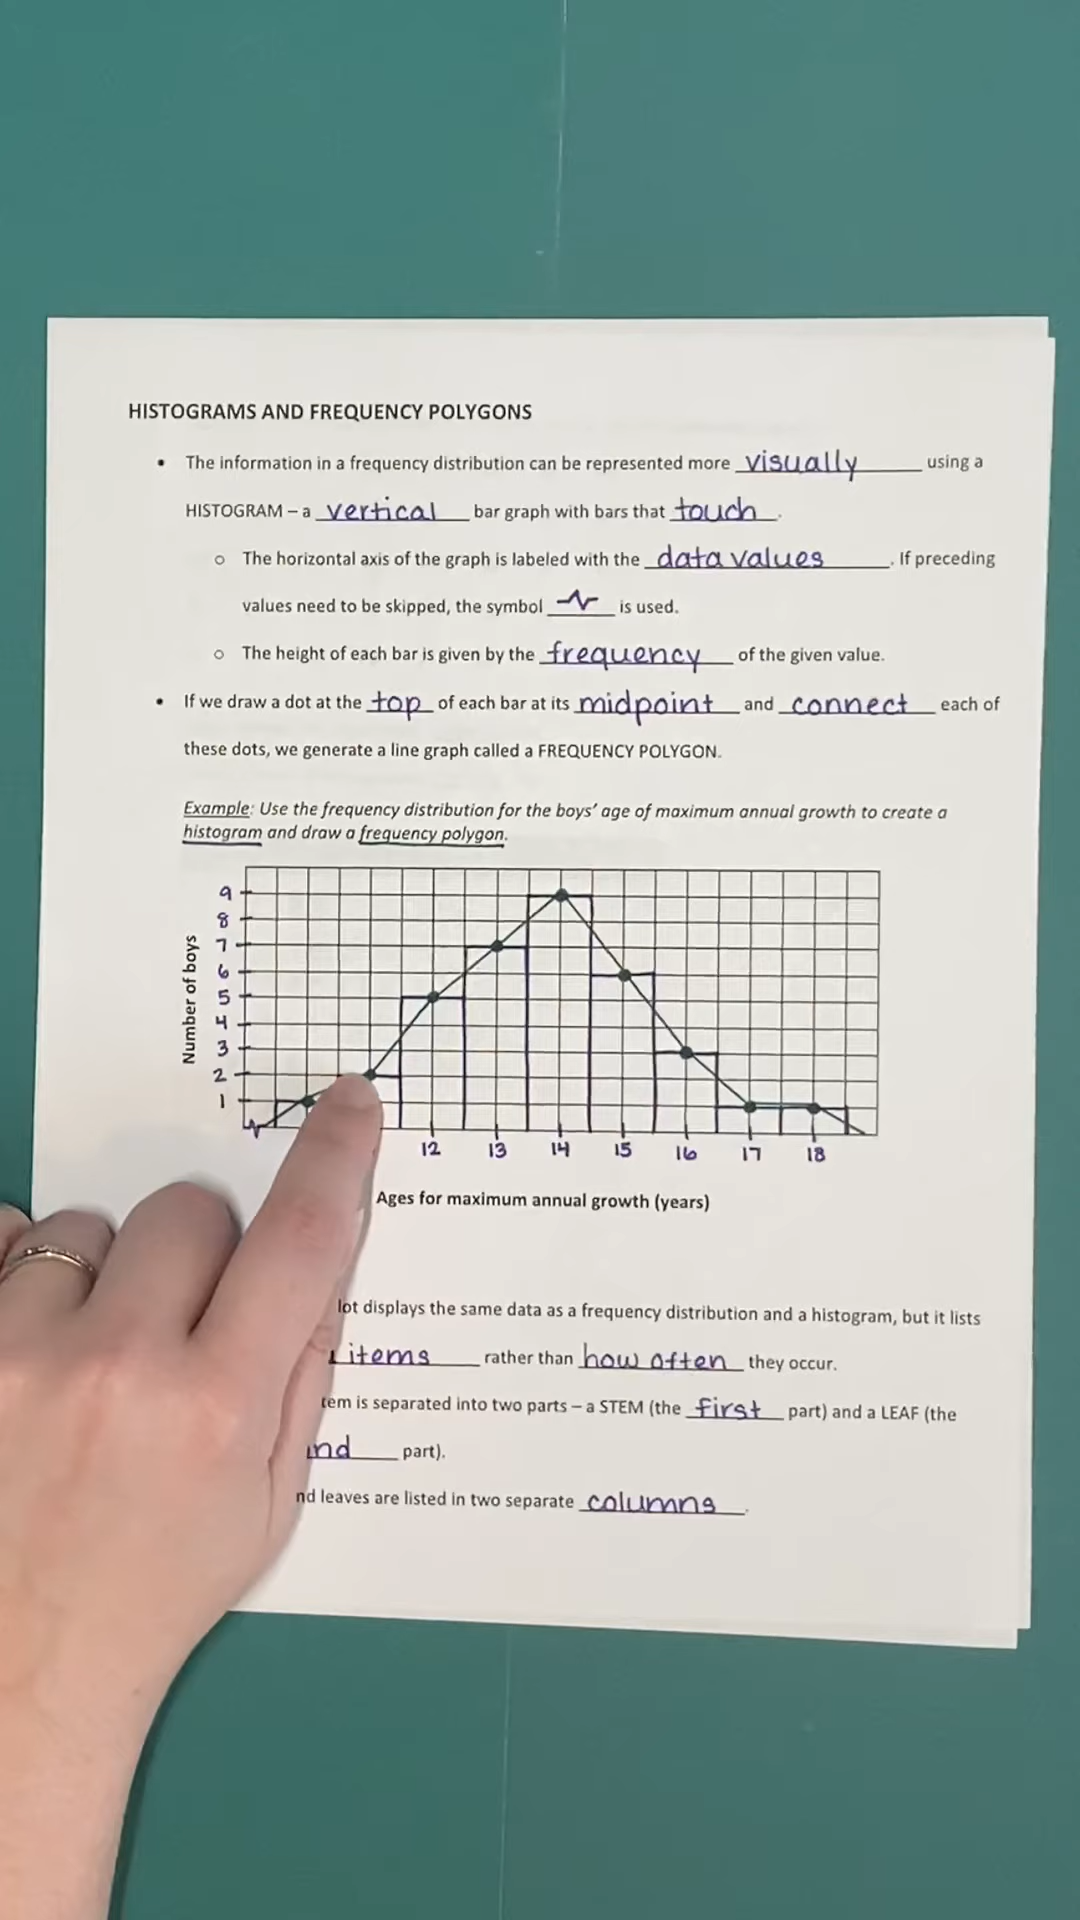 HISTOGRAMS AND FREQUENCY POLYGONS
• The information in a frequency distribution can be represented more visually using a
HISTOGRAM – a vertical bar graph with bars that touch.
o The horizontal axis of the graph is labeled with the data values. If preceding
values need to be skipped, the symbol is used.
o The height of each bar is given by the frequency of the given value.
• If we draw a dot at the top of each bar at its midpoint and connect each of
these dots, we generate a line graph called a FREQUENCY POLYGON.
Example: Use the frequency distribution for the boys' age of maximum annual growth to create a
histogram and draw a frequency polygon.
Number of boys
9
8
7
6
5
4
3
2
1
12 13 14 15 16 17 18
Ages for maximum annual growth (years)
lot displays the same data as a frequency distribution and a histogram, but it lists
items rather than how often they occur.
tem is separated into two parts – a STEM (the first part) and a LEAF (the
nd part).
nd leaves are listed in two separate columns.